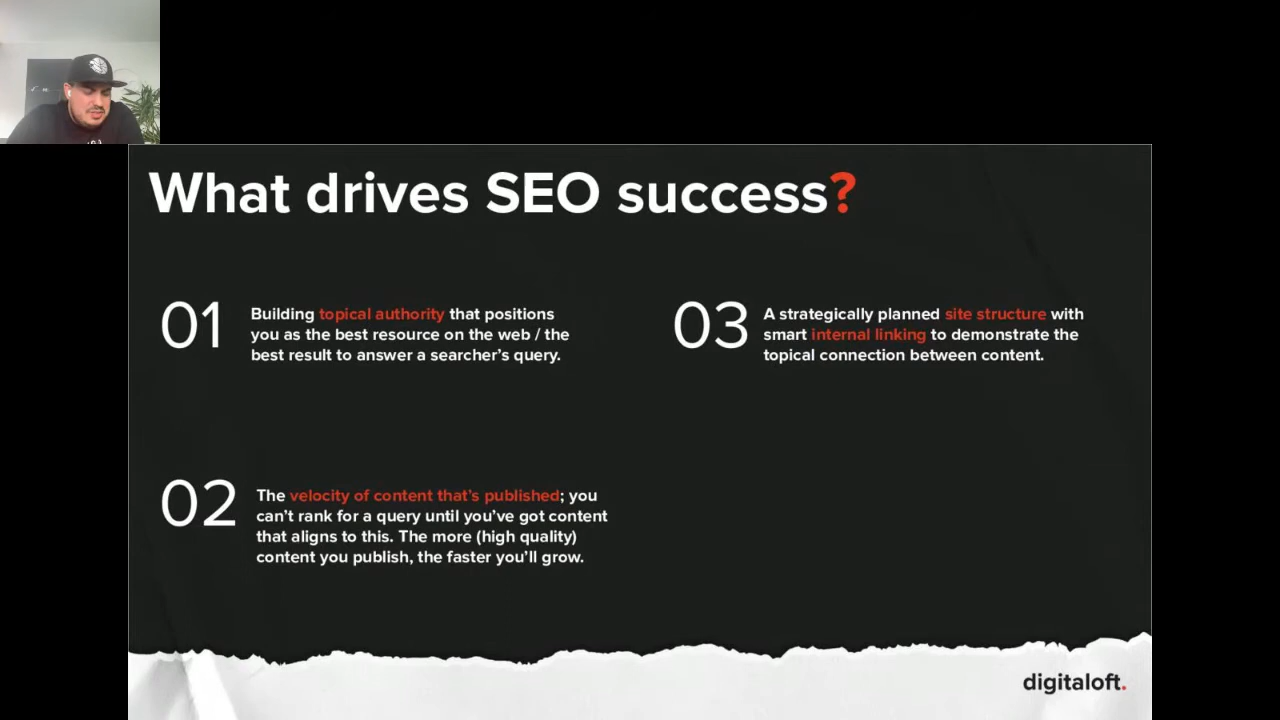 What drives SEO success?
01
Building topical authority that positions
you as the best resource on the web / the
best result to answer a searcher's query.
02
The velocity of content that's published; you
can't rank for a query until you've got content
that aligns to this. The more (high quality)
content you publish, the faster you'll grow.
03
A strategically planned site structure with
smart internal linking to demonstrate the
topical connection between content.
digitaloft.